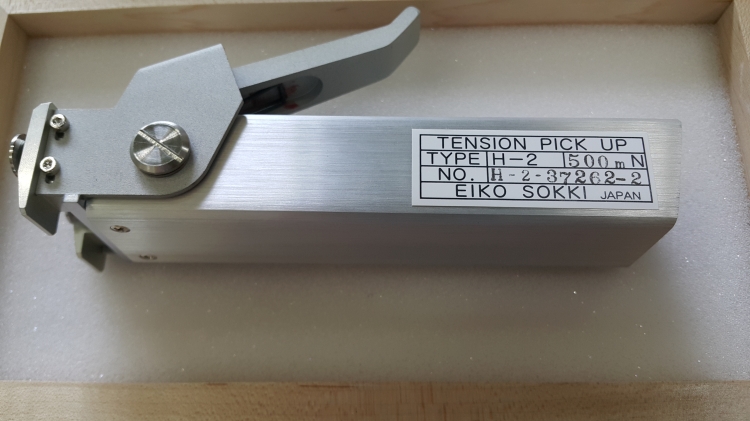 TENSION PICK UP
TYPE H-2 500mN
NO. H-2-37262-2
EIKO SOKKI JAPAN